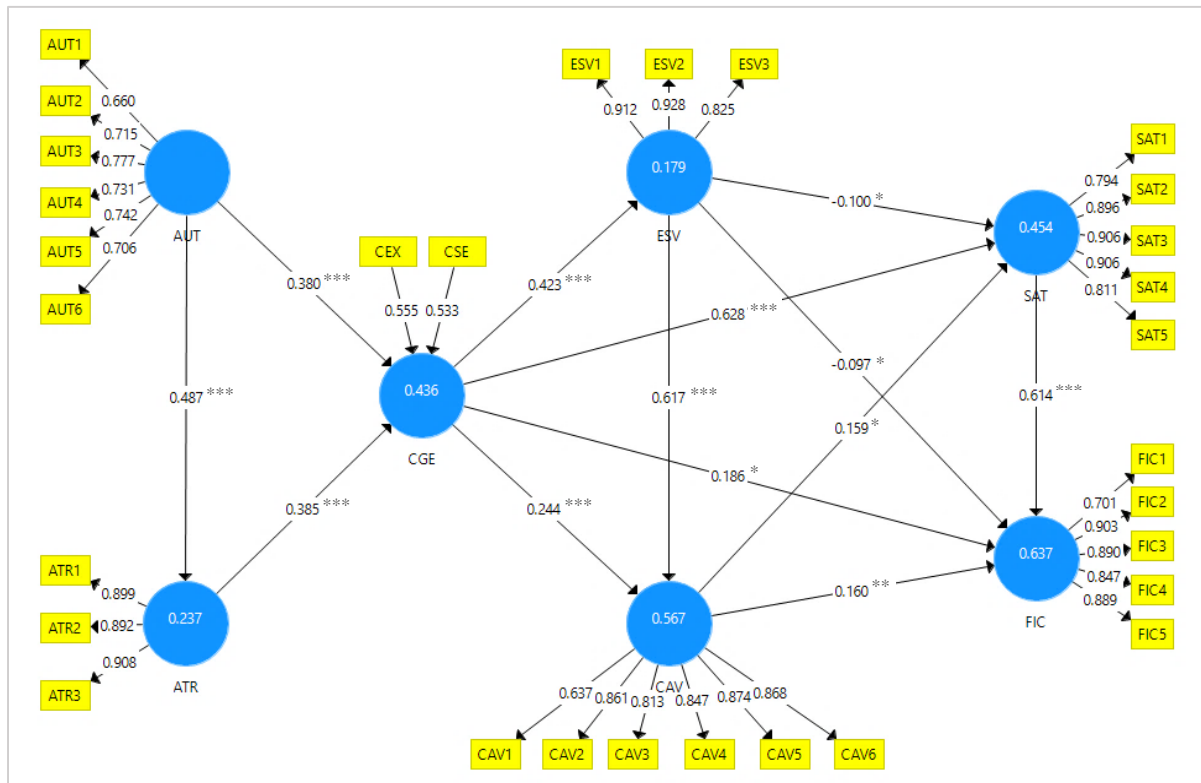 AUT1
AUT2
AUT3
AUT4
AUT5
AUT6
0.660
0.715
0.777
0.731
0.742
0.706
AUT
0.380 ***
0.487 ***
ATR1
ATR2
ATR3
0.899
0.892
0.908
0.237
ATR
0.385 ***
CEX
CSE
0.555
0.533
0.436
CGE
0.423 ***
0.628 ***
0.186 *
0.244 ***
ESV1
ESV2
ESV3
0.912
0.928
0.825
0.179
ESV
-0.100 *
-0.097 *
0.617 ***
0.159 *
0.160 **
0.567
CAV
0.637
0.861
0.813
0.847
0.874
0.868
CAV1
CAV2
CAV3
CAV4
CAV5
CAV6
SAT1
SAT2
SAT3
SAT4
SAT5
0.794
0.896
0.906
0.906
0.811
0.454
SAT
0.614 ***
FIC1
FIC2
FIC3
FIC4
FIC5
0.701
0.903
0.890
0.847
0.889
0.637
FIC